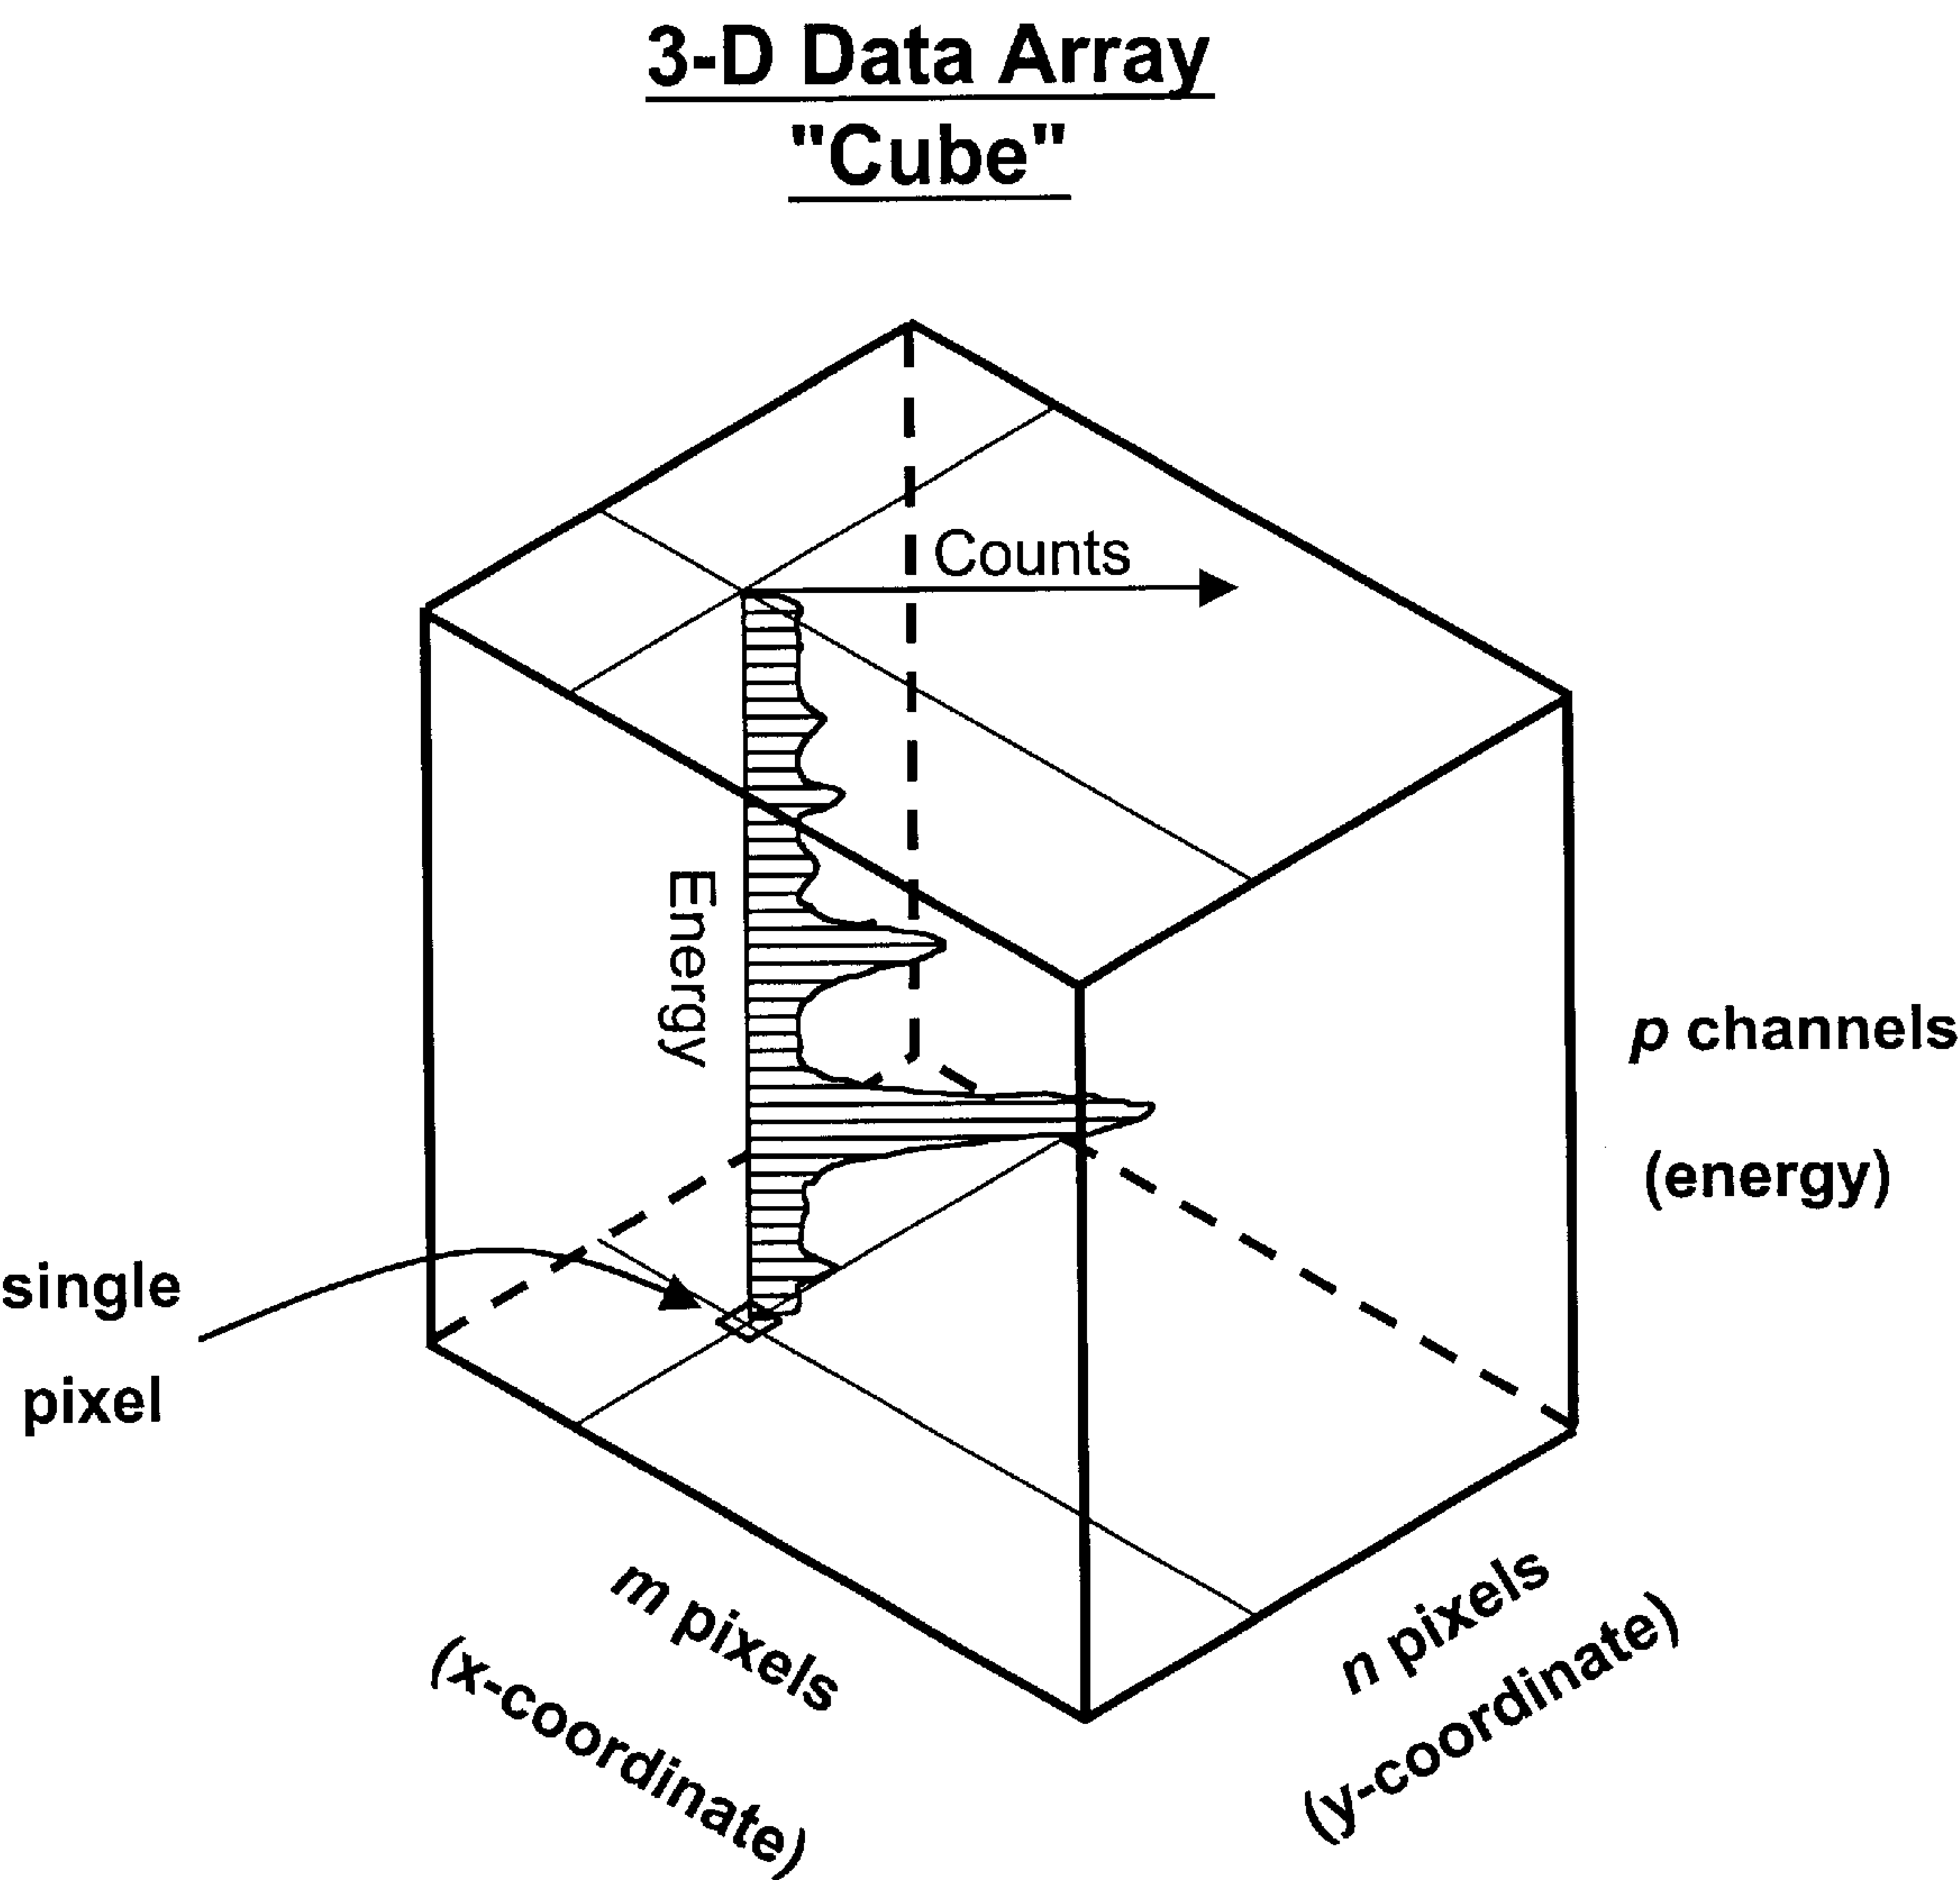 3-D Data Array
"Cube"
Counts
Energy
p channels
(energy)
single
pixel
m pixels
(x-coordinate)
n pixels
(y-coordinate)